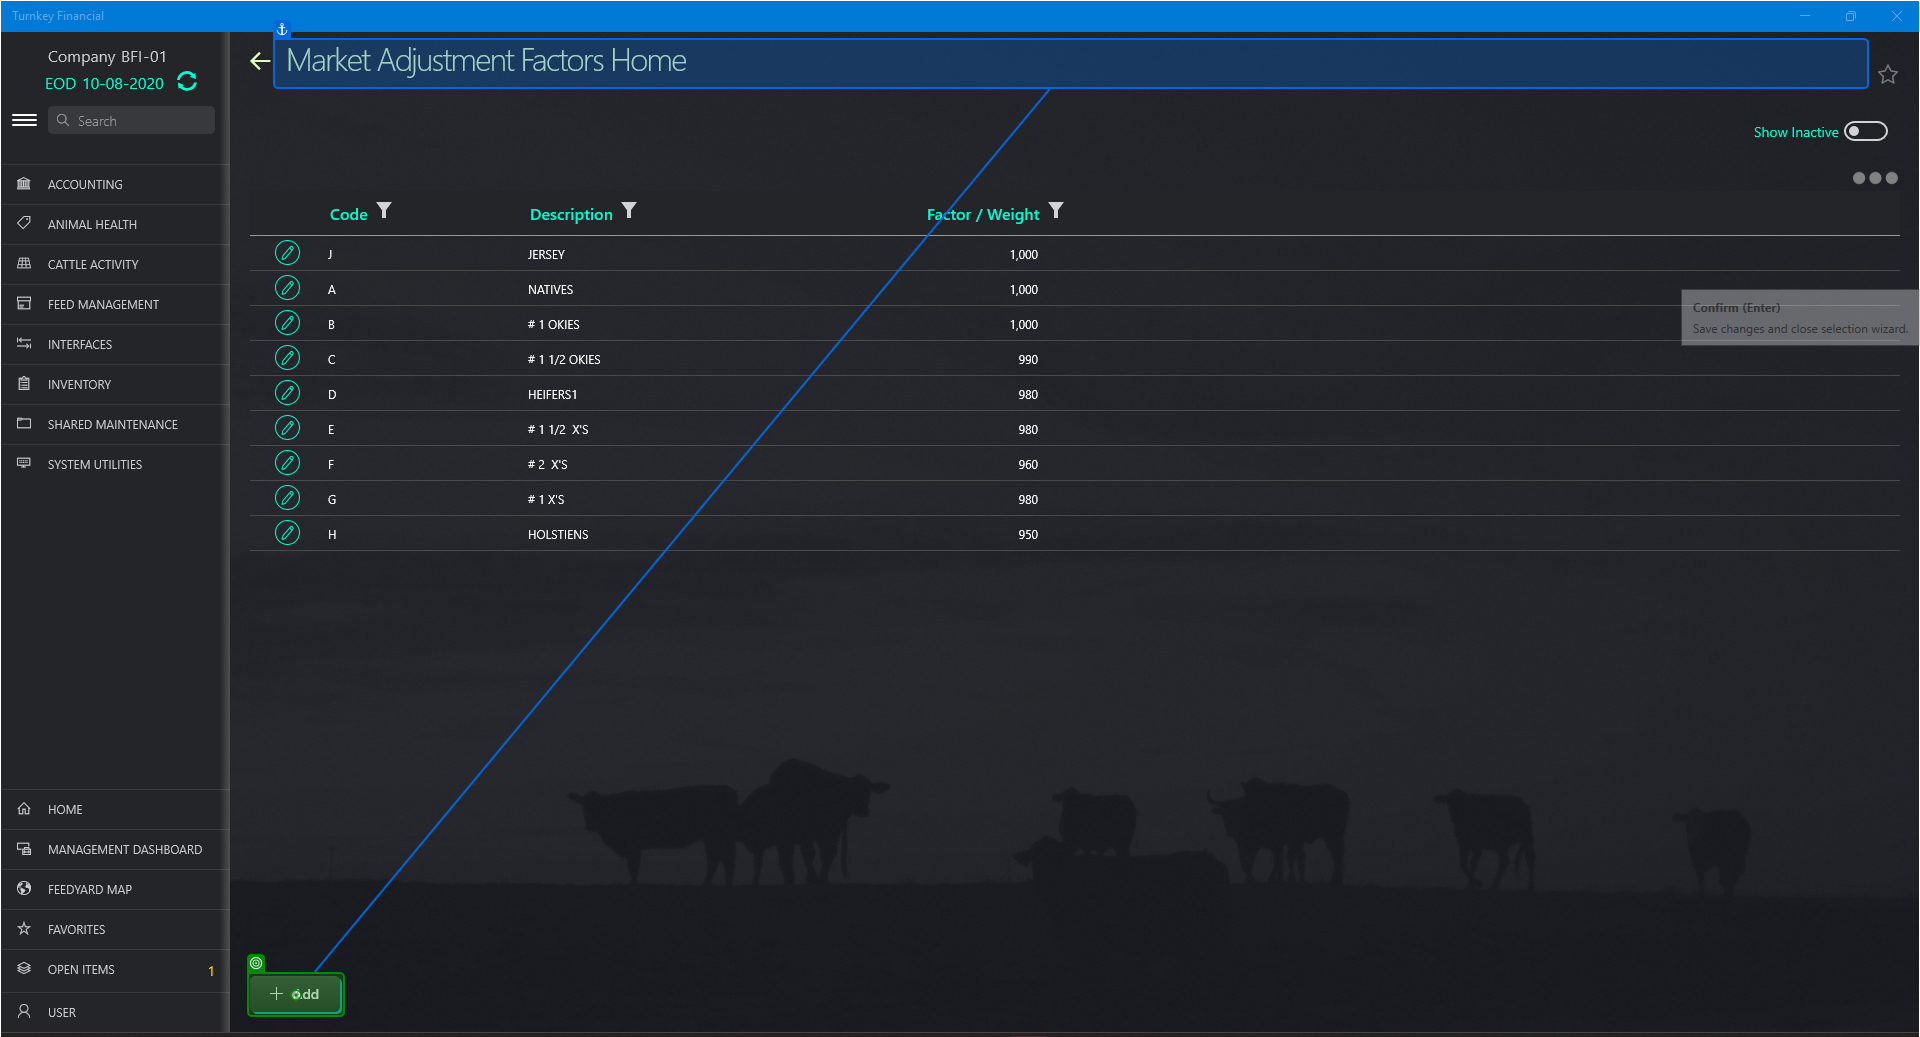 Turnkey Financial
Company BFI-01
EOD 10-08-2020
Search
ACCOUNTING
ANIMAL HEALTH
CATTLE ACTIVITY
FEED MANAGEMENT
INTERFACES
INVENTORY
SHARED MAINTENANCE
SYSTEM UTILITIES
HOME
MANAGEMENT DASHBOARD
FEEDYARD MAP
FAVORITES
OPEN ITEMS 1
USER
Market Adjustment Factors Home
Show Inactive
Code Description Factor / Weight
J JERSEY 1,000
A NATIVES 1,000
B # 1 OKIES 1,000
C # 1 1/2 OKIES 990
D HEIFERS1 980
E # 1 1/2 X'S 980
F # 2 X'S 960
G # 1 X'S 980
H HOLSTIENS 950
Confirm (Enter)
Save changes and close selection wizard.
Add